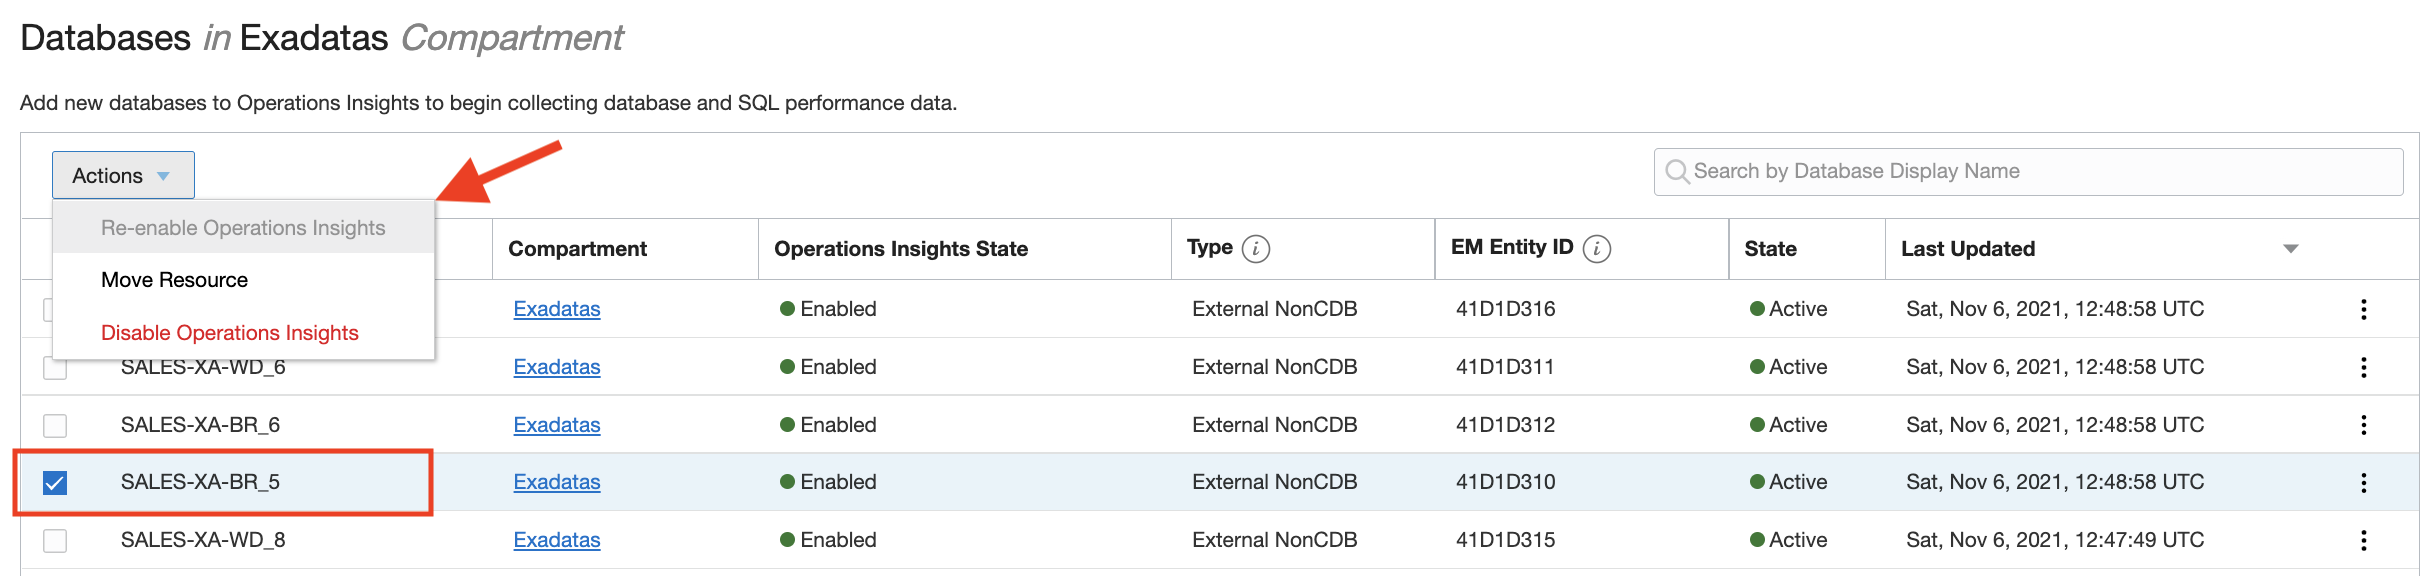 Databases in Exadatas Compartment
Add new databases to Operations Insights to begin collecting database and SQL performance data.
Actions
Search by Database Display Name
Re-enable Operations Insights
Move Resource
Disable Operations Insights
Compartment Operations Insights State Type i EM Entity ID i State Last Updated
Exadatas Enabled External NonCDB 41D1D316 Active Sat, Nov 6, 2021, 12:48:58 UTC
SALES-XA-WD_6 Exadatas Enabled External NonCDB 41D1D311 Active Sat, Nov 6, 2021, 12:48:58 UTC
SALES-XA-BR_6 Exadatas Enabled External NonCDB 41D1D312 Active Sat, Nov 6, 2021, 12:48:58 UTC
SALES-XA-BR_5 Exadatas Enabled External NonCDB 41D1D310 Active Sat, Nov 6, 2021, 12:48:58 UTC
SALES-XA-WD_8 Exadatas Enabled External NonCDB 41D1D315 Active Sat, Nov 6, 2021, 12:47:49 UTC